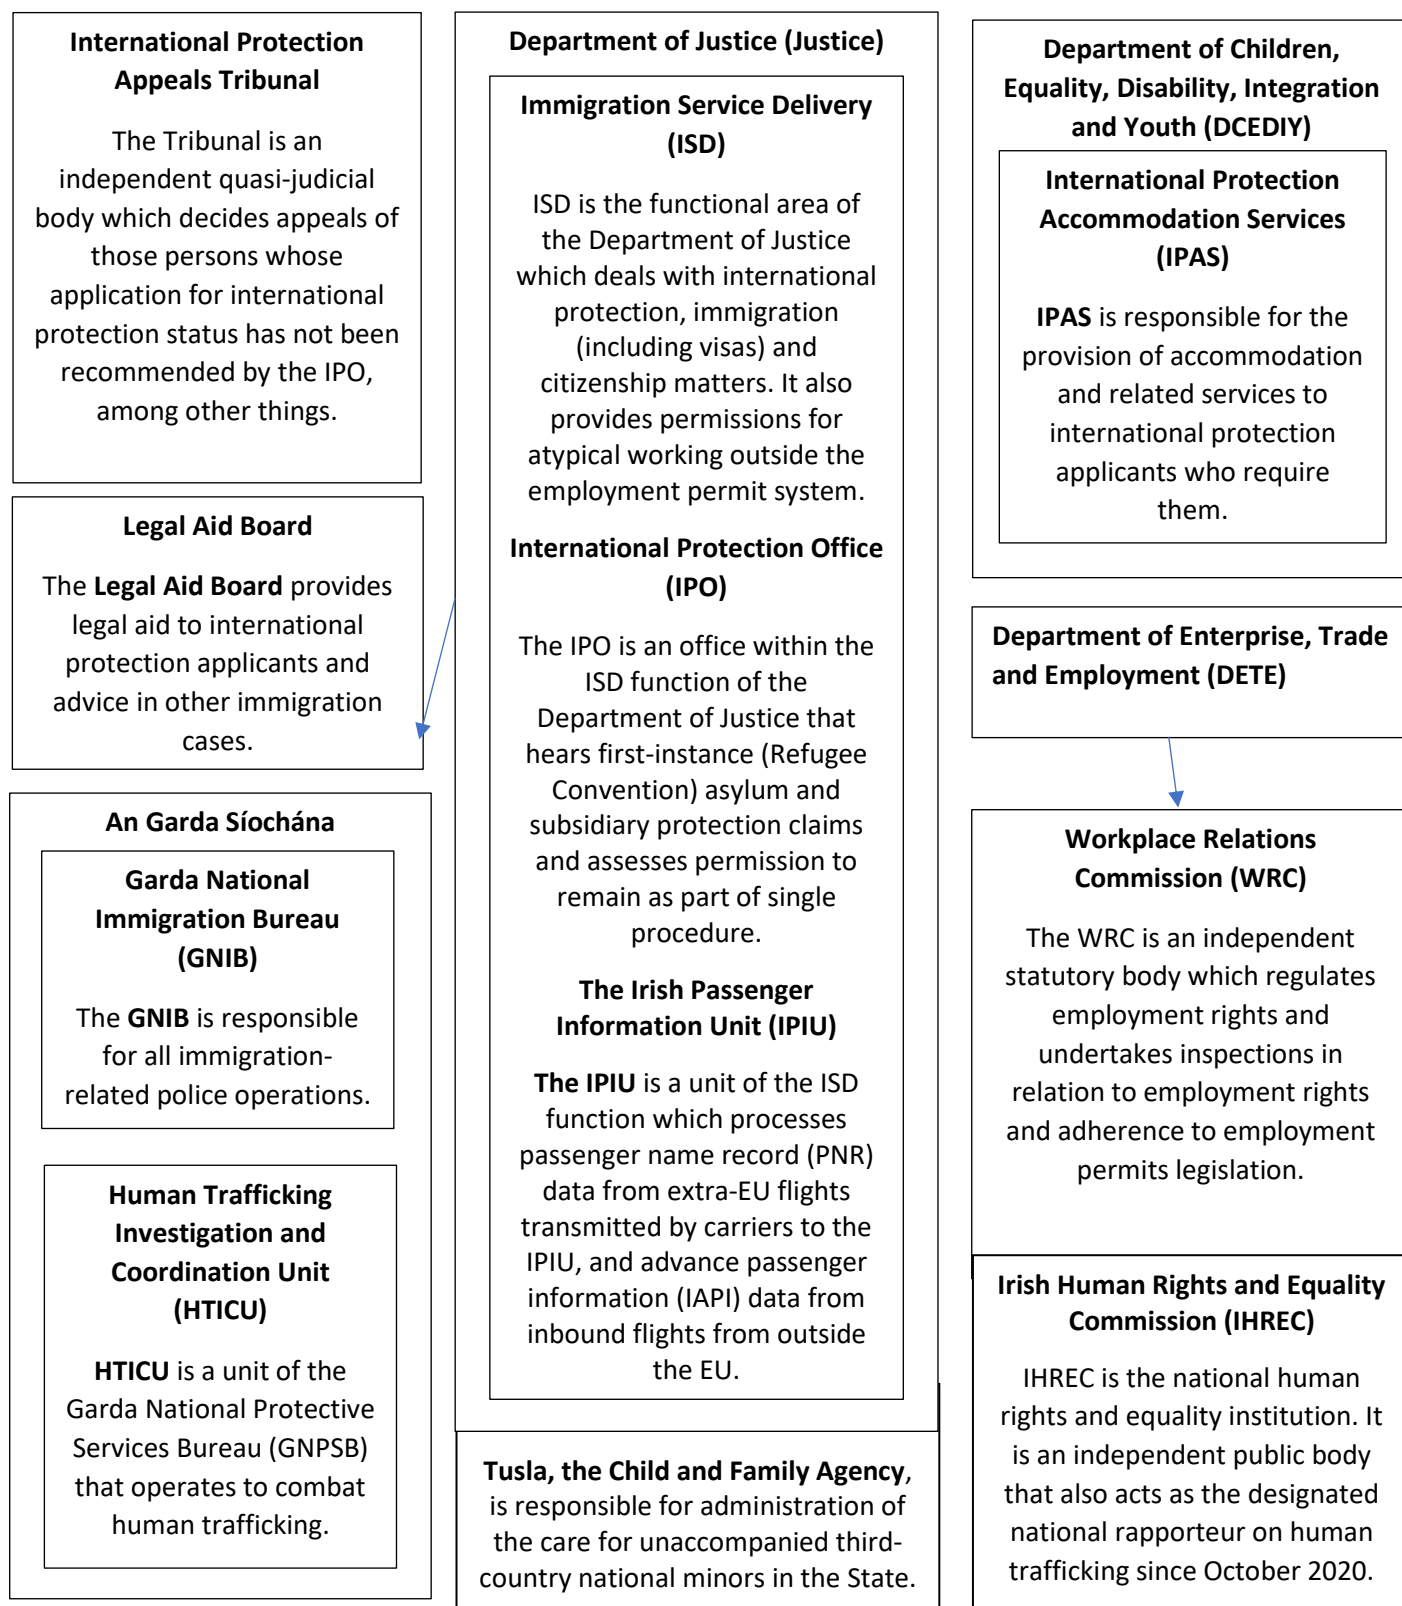 International Protection
Appeals Tribunal
The Tribunal is an
independent quasi-judicial
body which decides appeals of
those persons whose
application for international
protection status has not been
recommended by the IPO,
among other things.
Legal Aid Board
The Legal Aid Board provides
legal aid to international
protection applicants and
advice in other immigration
cases.
An Garda Síochána
Garda National
Immigration Bureau
(GNIB)
The GNIB is responsible
for all immigration-
related police operations.
Human Trafficking
Investigation and
Coordination Unit
(HTICU)
HTICU is a unit of the
Garda National Protective
Services Bureau (GNPSB)
that operates to combat
human trafficking.
Department of Justice (Justice)
Immigration Service Delivery
(ISD)
ISD is the functional area of
the Department of Justice
which deals with international
protection, immigration
(including visas) and
citizenship matters. It also
provides permissions for
atypical working outside the
employment permit system.
International Protection Office
(IPO)
The IPO is an office within the
ISD function of the
Department of Justice that
hears first-instance (Refugee
Convention) asylum and
subsidiary protection claims
and assesses permission to
remain as part of single
procedure.
The Irish Passenger
Information Unit (IPIU)
The IPIU is a unit of the ISD
function which processes
passenger name record (PNR)
data from extra-EU flights
transmitted by carriers to the
IPIU, and advance passenger
information (IAPI) data from
inbound flights from outside
the EU.
Tusla, the Child and Family Agency,
is responsible for administration of
the care for unaccompanied third-
country national minors in the State.
Department of Children,
Equality, Disability, Integration
and Youth (DCEDIY)
International Protection
Accommodation Services
(IPAS)
IPAS is responsible for the
provision of accommodation
and related services to
international protection
applicants who require
them.
Department of Enterprise, Trade
and Employment (DETE)
Workplace Relations
Commission (WRC)
The WRC is an independent
statutory body which regulates
employment rights and
undertakes inspections in
relation to employment rights
and adherence to employment
permits legislation.
Irish Human Rights and Equality
Commission (IHREC)
IHREC is the national human
rights and equality institution. It
is an independent public body
that also acts as the designated
national rapporteur on human
trafficking since October 2020.